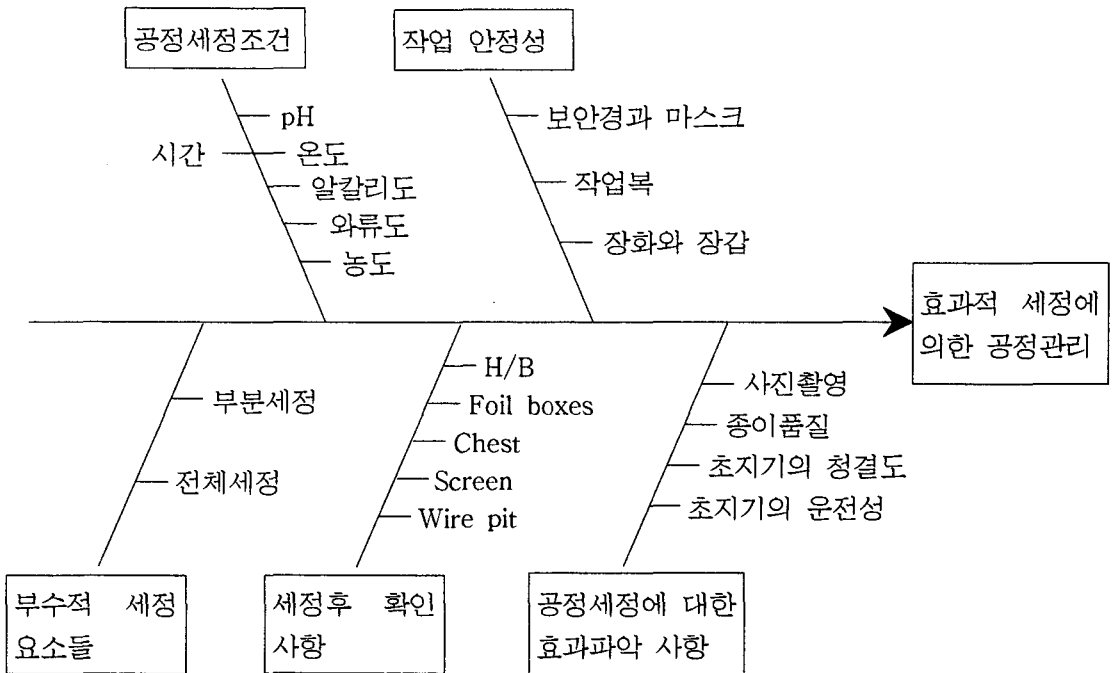 공정세정조건
작업 안정성
pH
시간
온도
알칼리도
와류도
농도
보안경과 마스크
작업복
장화와 장갑
효과적 세정에
의한 공정관리
부분세정
전체세정
H/B
Foil boxes
Chest
Screen
Wire pit
사진촬영
종이품질
초지기의 청결도
초지기의 운전성
부수적 세정
요소들
세정후 확인
사항
공정세정에 대한
효과파악 사항